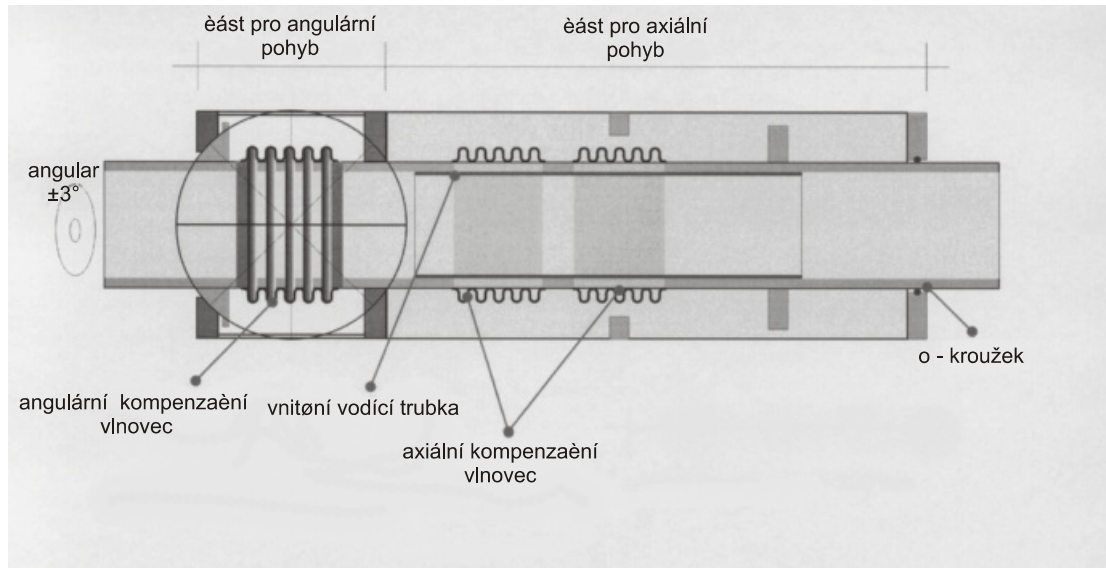 èást pro angulární
pohyb
èást pro axiální
pohyb
angular
±3°
o - kroužek
angulární kompenzaèní
vlnovec
vnitøní vodící trubka
axiální kompenzaèní
vlnovec